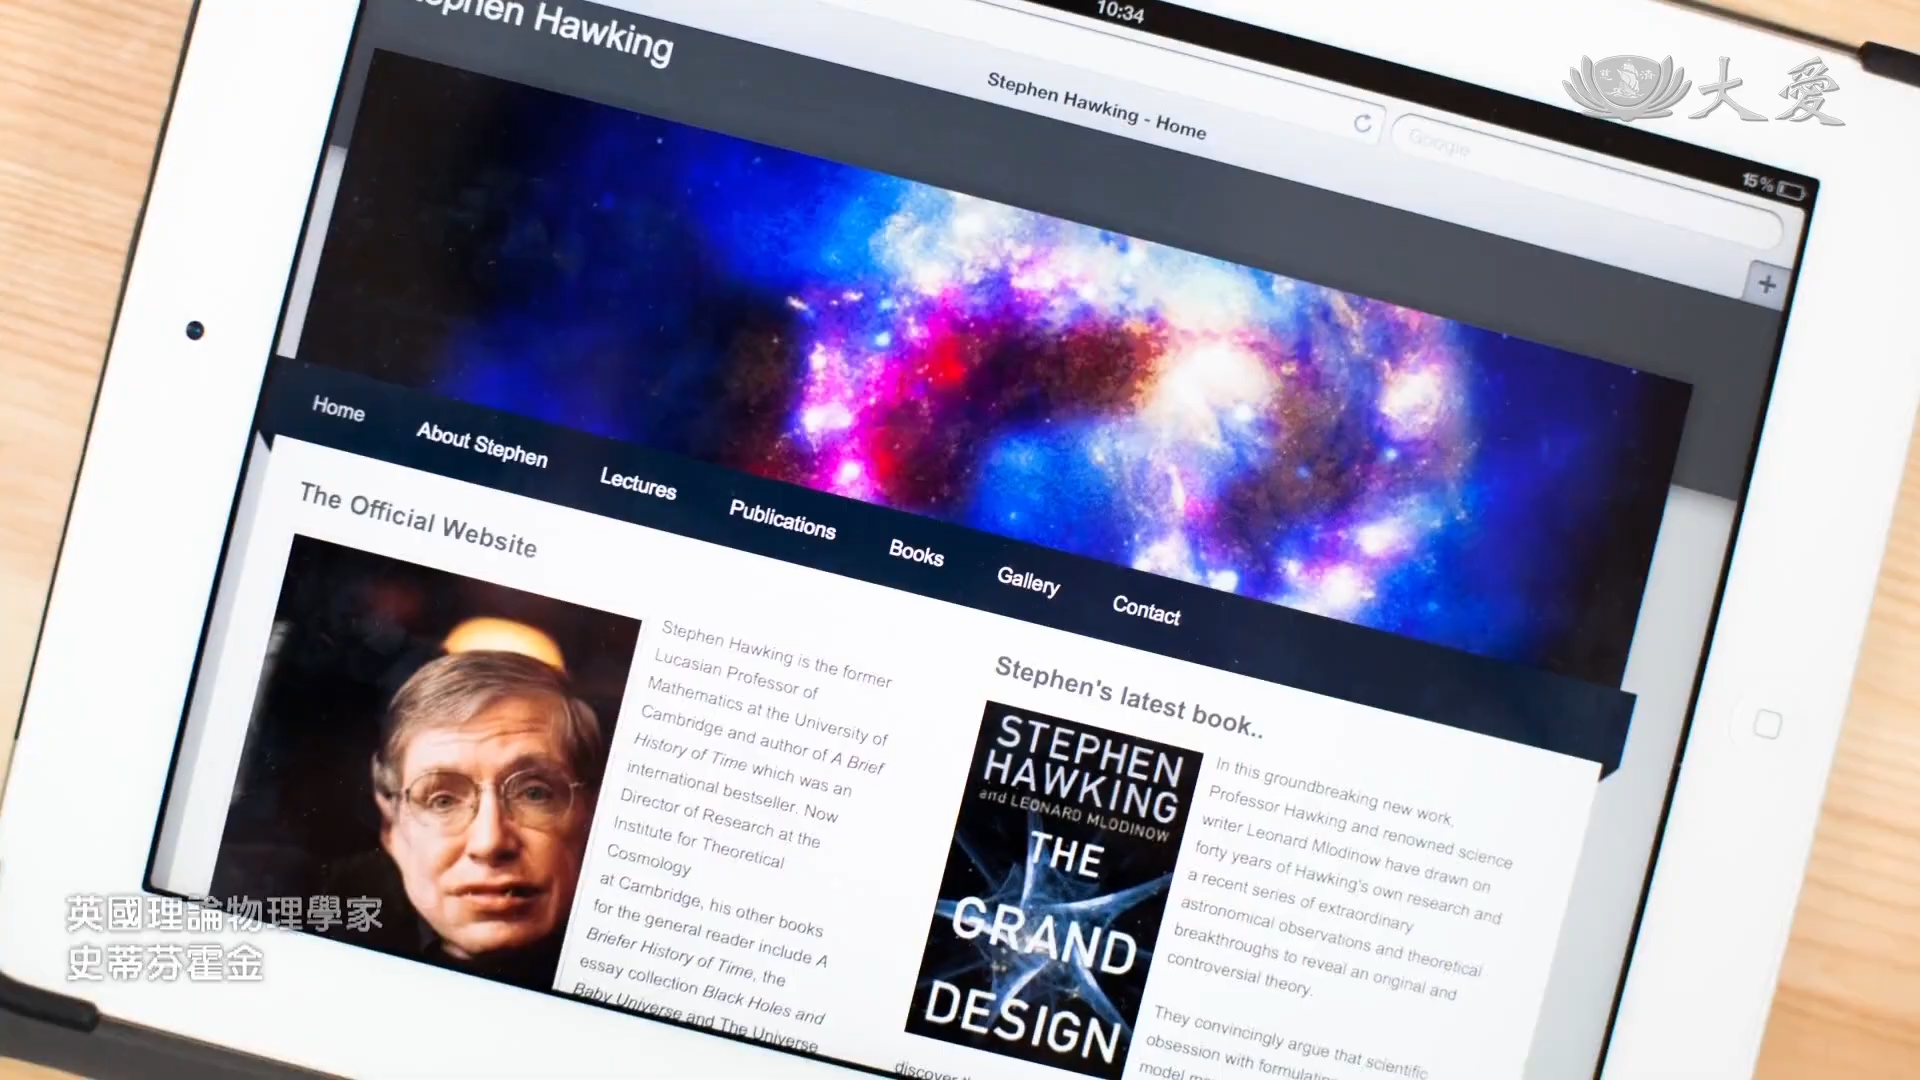 10:34
Stephen Hawking
Stephen Hawking - Home
Google
大愛
慈
濟
15%
Home
About Stephen
Lectures
Publications
Books
Gallery
Contact
The Official Website
Stephen Hawking is the former
Lucasian Professor of
Mathematics at the University of
Cambridge and author of A Brief
History of Time which was an
international bestseller. Now
Director of Research at the
Institute for Theoretical
Cosmology
at Cambridge, his other books
for the general reader include A
Briefer History of Time, the
essay collection Black Holes and
Baby Universe and The Universe
Stephen's latest book..
STEPHEN
HAWKING
and LEONARD MLODINOW
THE
GRAND
DESIGN
In this groundbreaking new work,
Professor Hawking and renowned science
writer Leonard Mlodinow have drawn on
forty years of Hawking's own research and
a recent series of extraordinary
astronomical observations and theoretical
breakthroughs to reveal an original and
controversial theory.
They convincingly argue that scientific
obsession with formulating
model
discover
英國理論物理學家
史蒂芬霍金